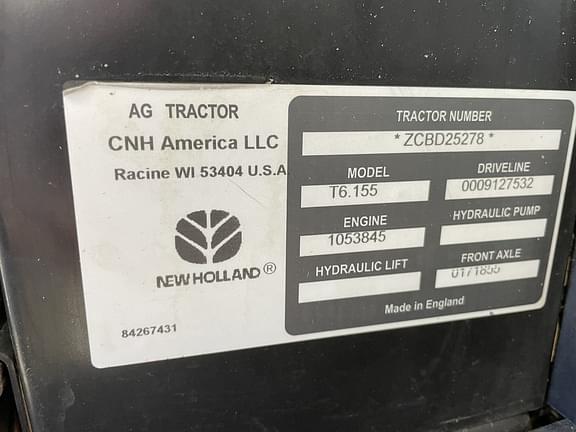 AG TRACTOR
CNH America LLC
Racine WI 53404 U.S.A
NEW HOLLAND®
84267431
TRACTOR NUMBER
*ZCBD25278*
MODEL
T6.155
DRIVELINE
0009127532
ENGINE
1053845
HYDRAULIC PUMP
HYDRAULIC LIFT
FRONT AXLE
0171855
Made in England